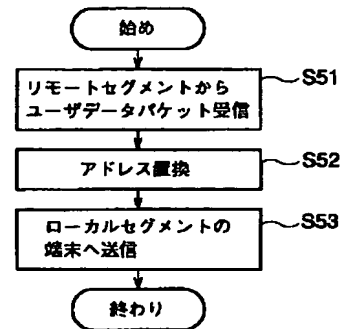 始め
リモートセグメントから
ユーザデータパケット受信
S51
アドレス置換
S52
ローカルセグメントの
端末へ送信
S53
終わり